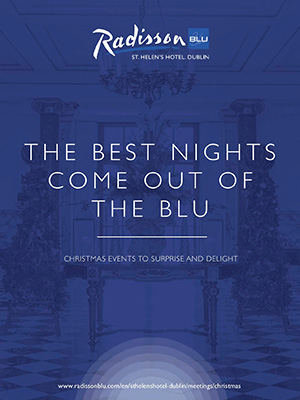 Radisson BLU
ST. HELEN'S HOTEL, DUBLIN
THE BEST NIGHTS
COME OUT OF
THE BLU
CHRISTMAS EVENTS TO SURPRISE AND DELIGHT
www.radissonblu.com/en/sthelenshotel-dublin/meetings/christmas